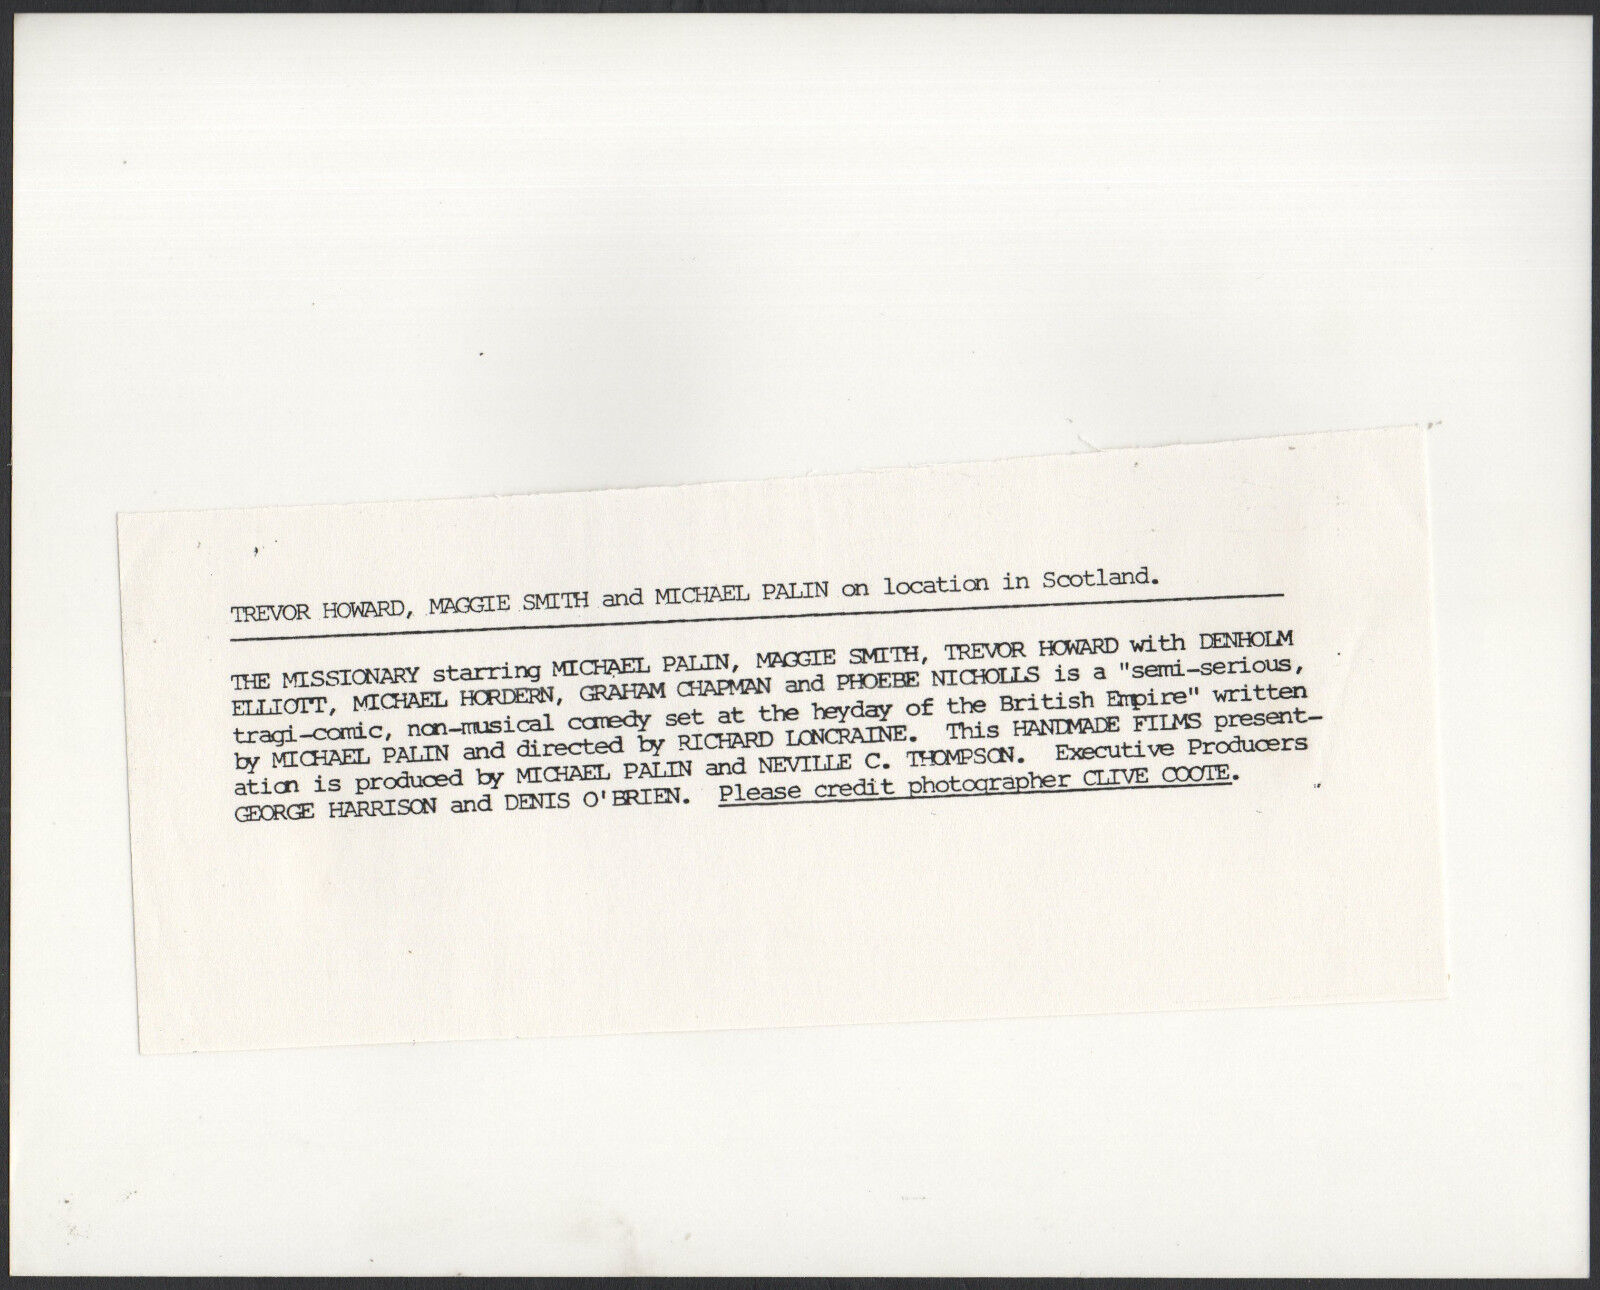 TREVOR HOWARD, MAGGIE SMITH and MICHAEL PALIN on location in Scotland.
THE MISSIONARY starring MICHAEL PALIN, MAGGIE SMITH, TREVOR HOWARD with DENHOLM
ELLIOTT, MICHAEL HORDERN, GRAHAM CHAPMAN and PHOEBE NICHOLLS is a "semi-serious,
tragi-comic, non-musical comedy set at the heyday of the British Empire" written
by MICHAEL PALIN and directed by RICHARD LONCRAINE. This HANDMADE FILMS present-
ation is produced by MICHAEL PALIN and NEVILLE C. THOMPSON. Executive Producers
GEORGE HARRISON and DENIS O'BRIEN. Please credit photographer CLIVE COOTE.